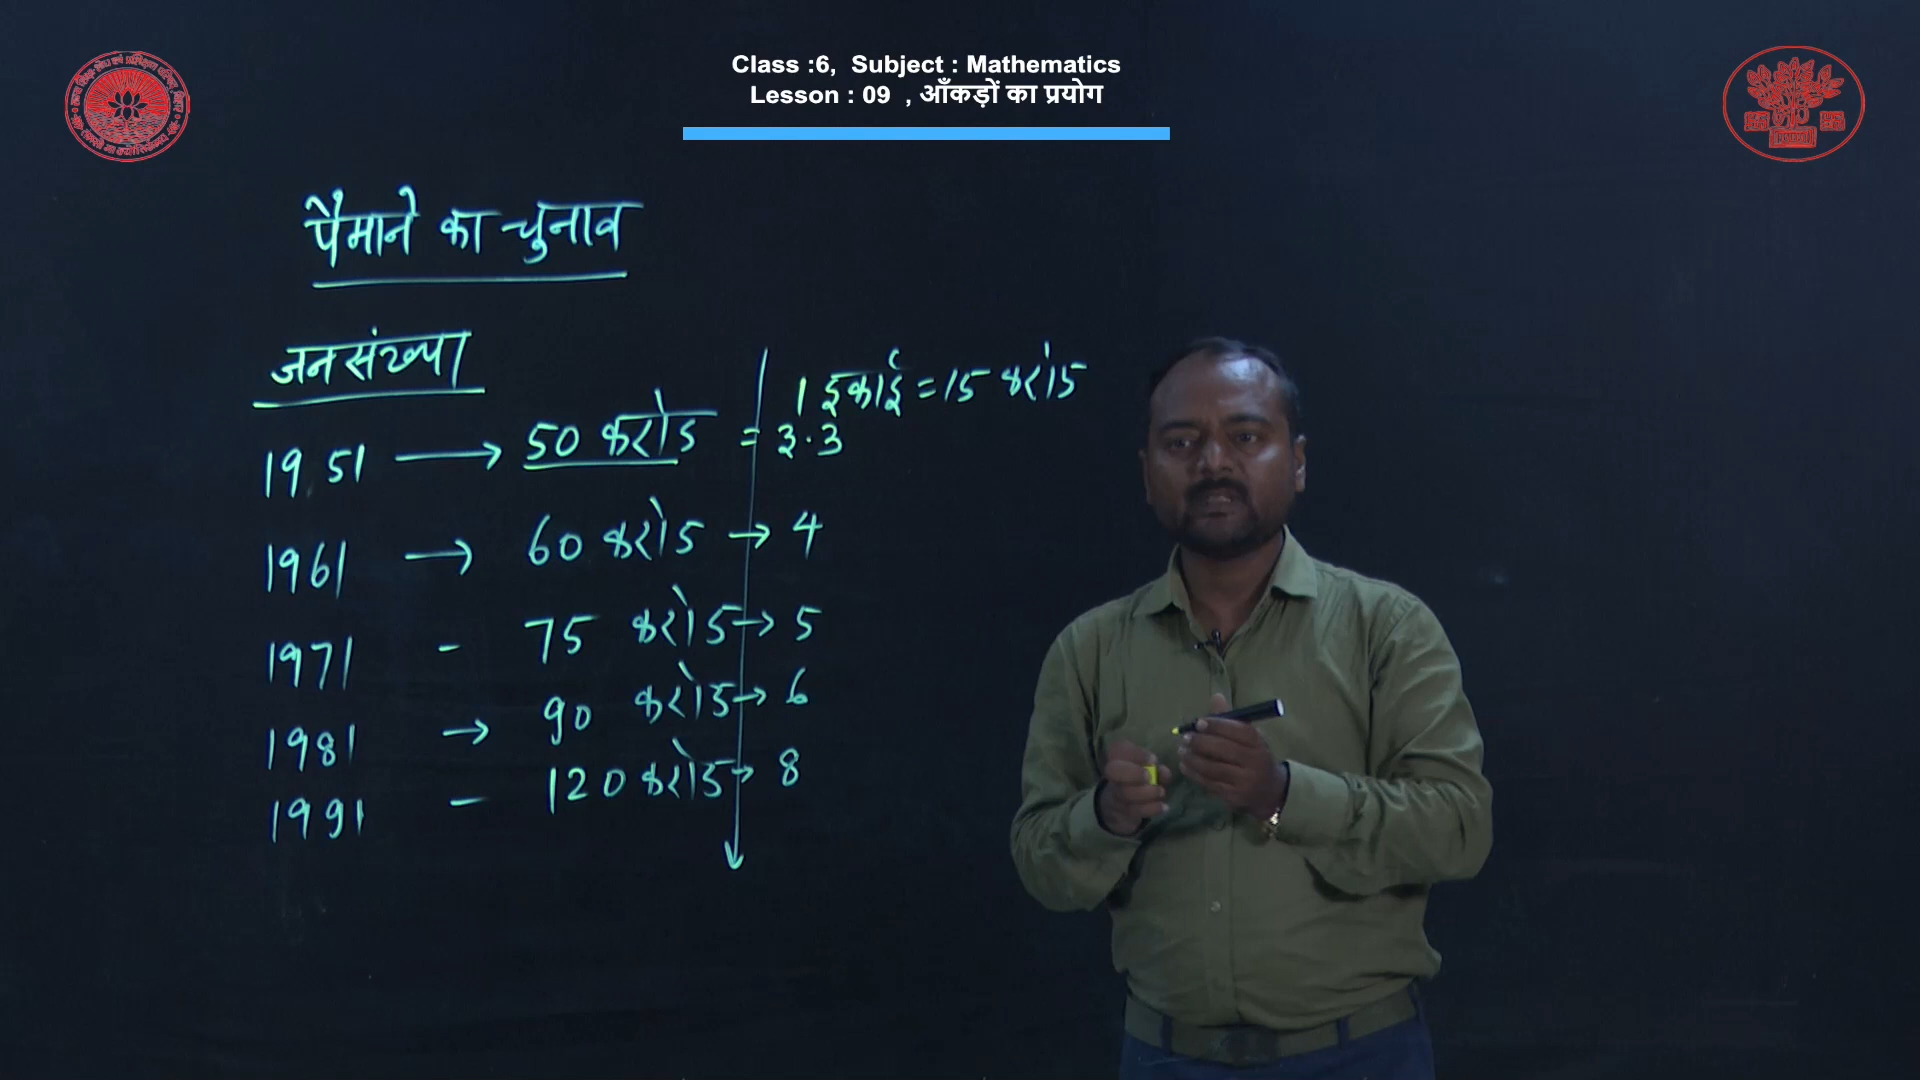 Class :6, Subject : Mathematics
Lesson : 09 , आँकड़ों का प्रयोग
पैमाने का चुनाव
जनसंख्या
1 इकाई = 15 करोड
1951 → 50 करोड = 3.3
1961 → 60 करोड → 4
1971 - 75 करोड → 5
1981 → 90 करोड → 6
1991 - 120 करोड → 8